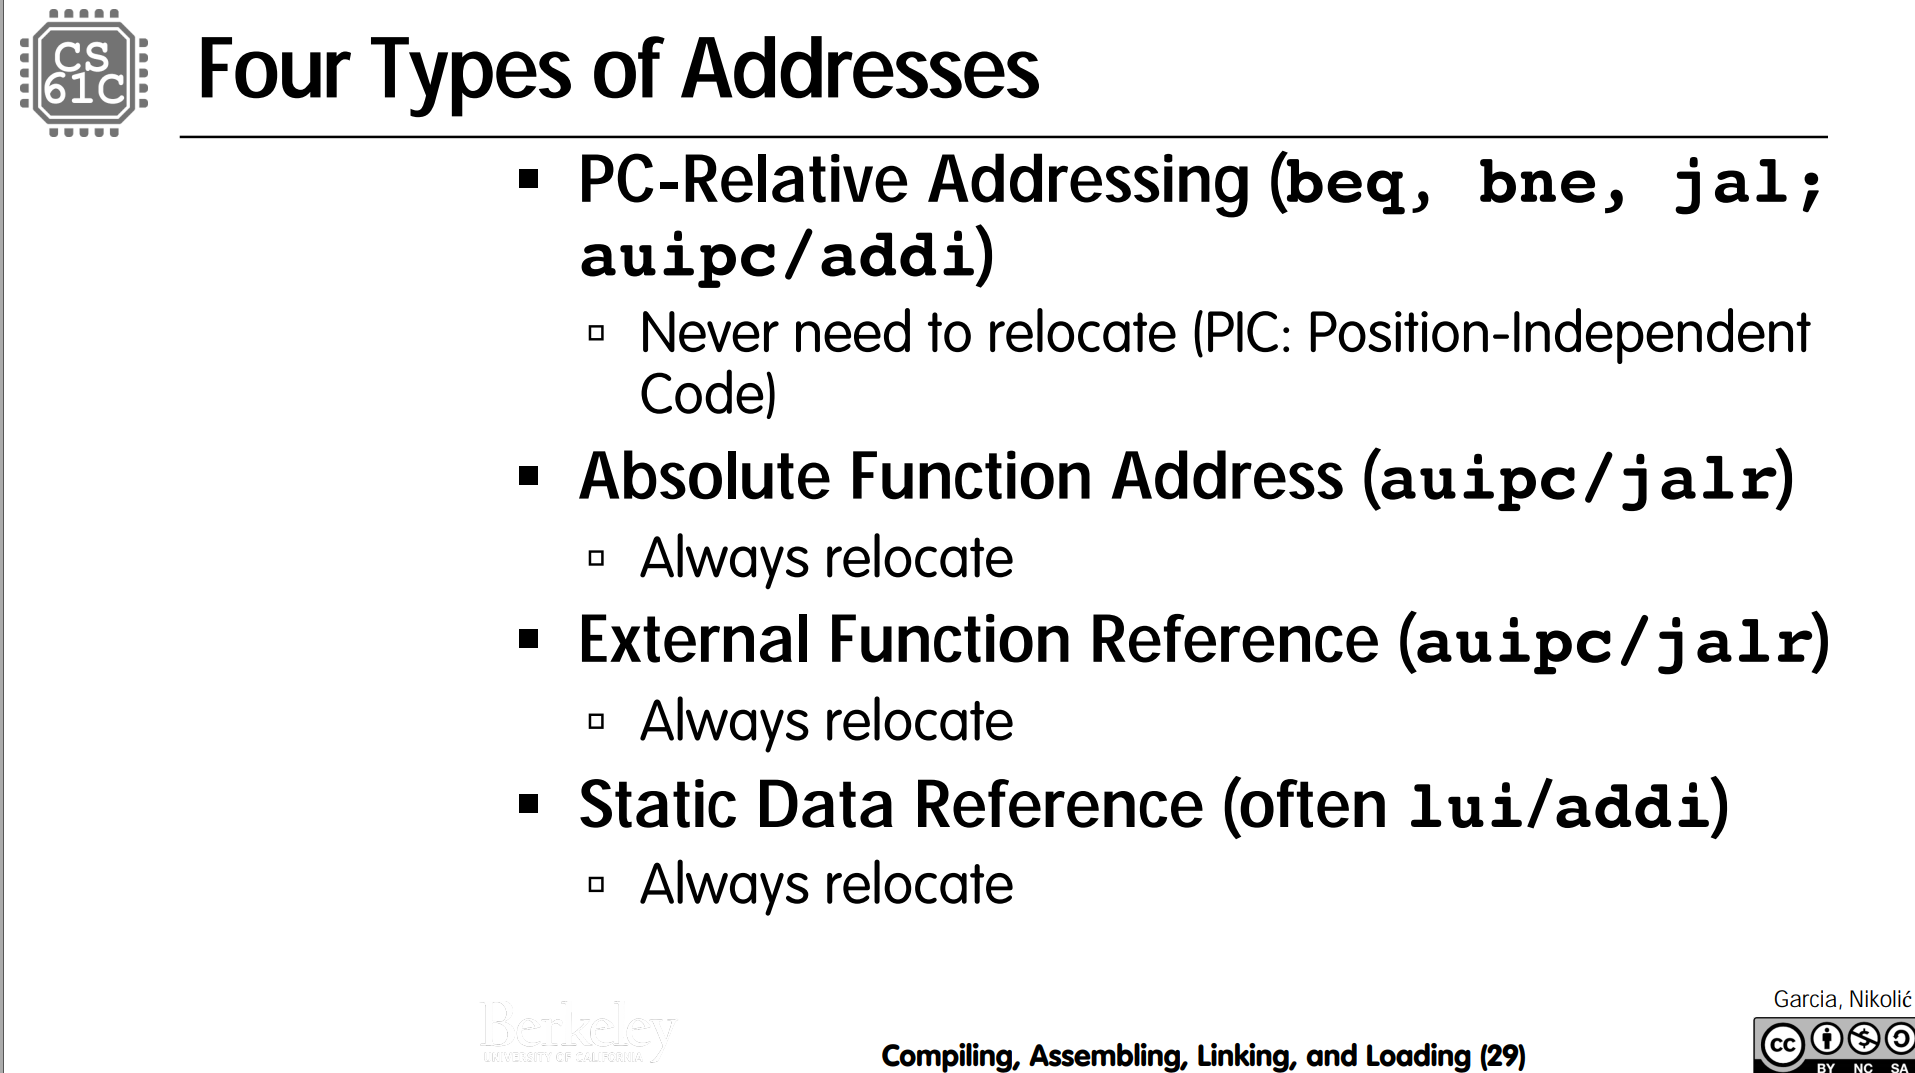 CS
61C
Four Types of Addresses
▪ PC-Relative Addressing (beq, bne, jal;
auipc/addi)
▫ Never need to relocate (PIC: Position-Independent
Code)
▪ Absolute Function Address (auipc/jalr)
▫ Always relocate
▪ External Function Reference (auipc/jalr)
▫ Always relocate
▪ Static Data Reference (often lui/addi)
▫ Always relocate
Berkeley
UNIVERSITY OF CALIFORNIA
Compiling, Assembling, Linking, and Loading (29)
Garcia, Nikolić
cc
BY NC SA